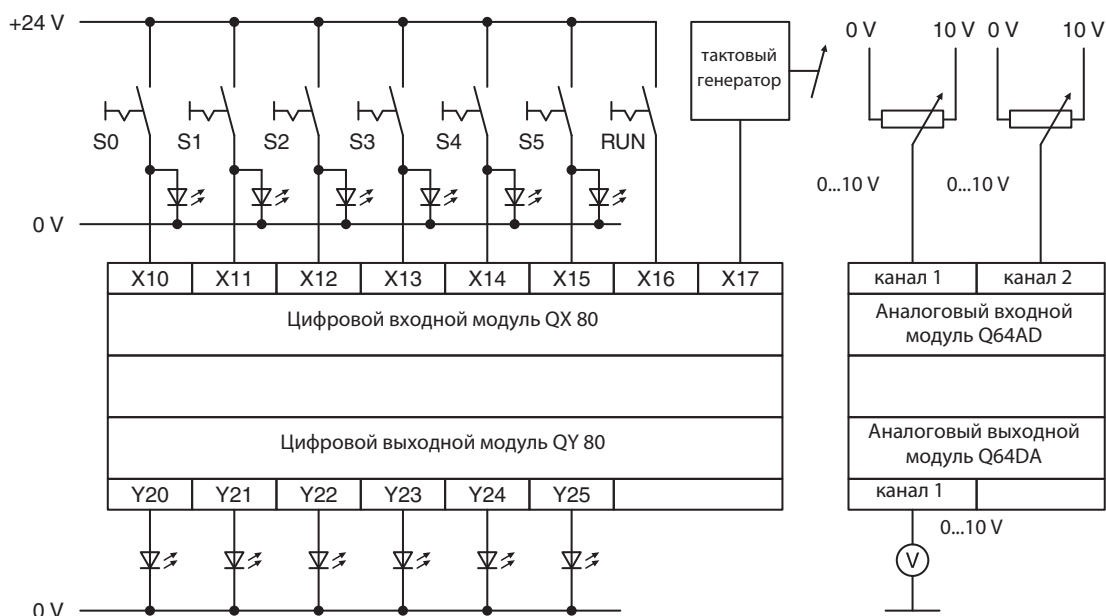 +24 V
S0
S1
S2
S3
S4
S5
RUN
0 V
тактовый
генератор
0 V
10 V
0 V
10 V
0...10 V
0...10 V
X10
X11
X12
X13
X14
X15
X16
X17
Цифровой входной модуль QX 80
Цифровой выходной модуль QY 80
Y20
Y21
Y22
Y23
Y24
Y25
0 V
канал 1
канал 2
Аналоговый входной
модуль Q64AD
Аналоговый выходной
модуль Q64DA
канал 1
0...10 V
V